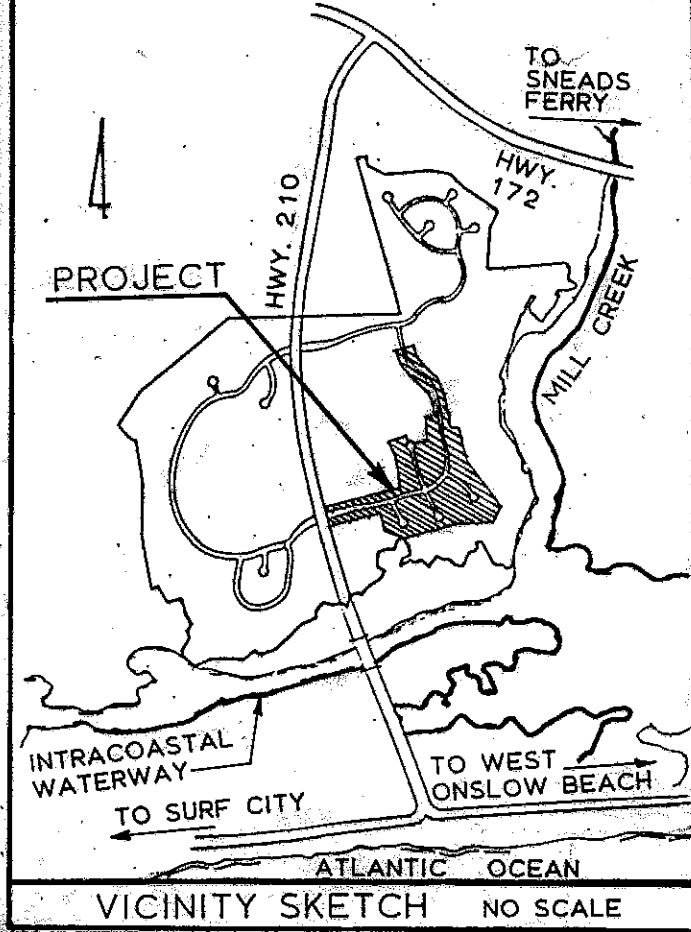 TO
SNEADS
FERRY
HWY.
172
HWY. 210
PROJECT
MILL CREEK
INTRACOASTAL
WATERWAY
TO WEST
ONSLOW BEACH
TO SURF CITY
ATLANTIC OCEAN
VICINITY SKETCH NO SCALE